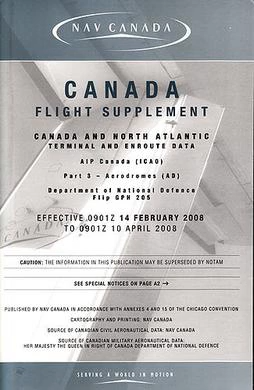 NAV CANADA
CANADA
FLIGHT SUPPLEMENT
CANADA AND NORTH ATLANTIC
TERMINAL AND ENROUTE DATA
AIP Canada (ICAO)
Part 3 – Aerodromes (AD)
Department of National Defence
Flip GPH 205
EFFECTIVE 0901Z 14 FEBRUARY 2008
TO 0901Z 10 APRIL 2008
CAUTION: THE INFORMATION IN THIS PUBLICATION MAY BE SUPERSEDED BY NOTAM
SEE SPECIAL NOTICES ON PAGE A2 →
PUBLISHED BY NAV CANADA IN ACCORDANCE WITH ANNEXES 4 AND 15 OF THE CHICAGO CONVENTION
CARTOGRAPHY AND PRINTING: NAV CANADA
SOURCE OF CANADIAN CIVIL AERONAUTICAL DATA: NAV CANADA
SOURCE OF CANADIAN MILITARY AERONAUTICAL DATA:
HER MAJESTY THE QUEEN IN RIGHT OF CANADA DEPARTMENT OF NATIONAL DEFENCE
SERVING A WORLD IN MOTION